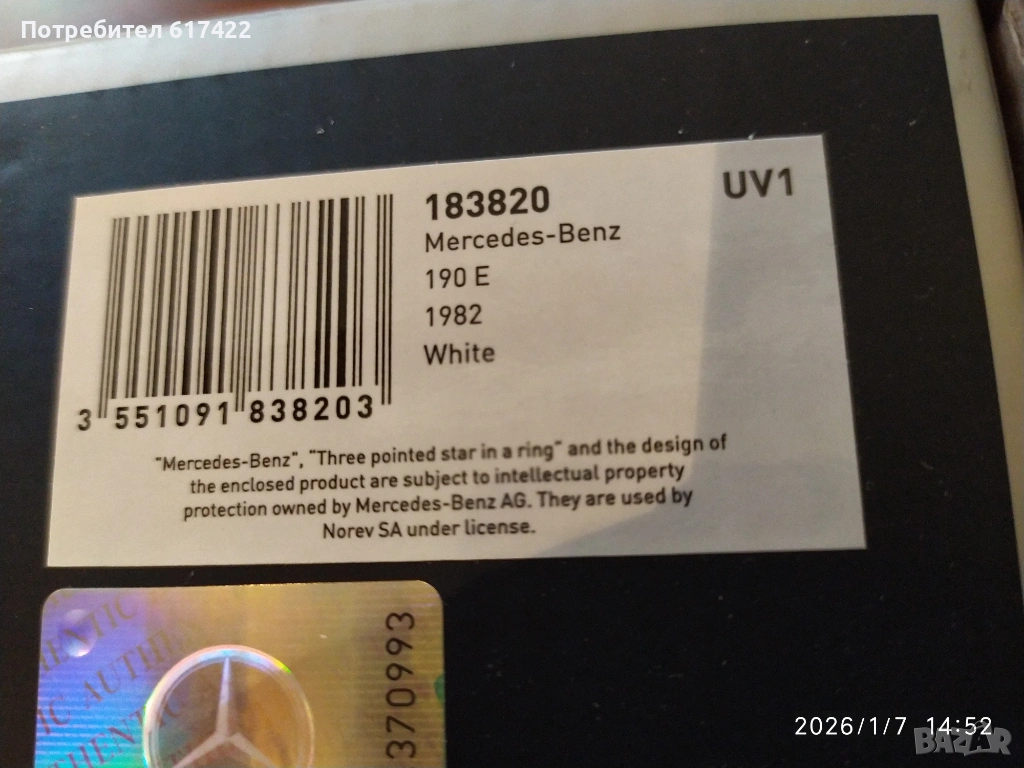 Потребител 617422
183820
UV1
Mercedes-Benz
190 E
1982
White
3 551091 838203
"Mercedes-Benz", "Three pointed star in a ring" and the design of
the enclosed product are subject to intellectual property
protection owned by Mercedes-Benz AG. They are used by
Norev SA under license.
AUTHENTIC
370993
2026/1/7 14:52
BAZAR